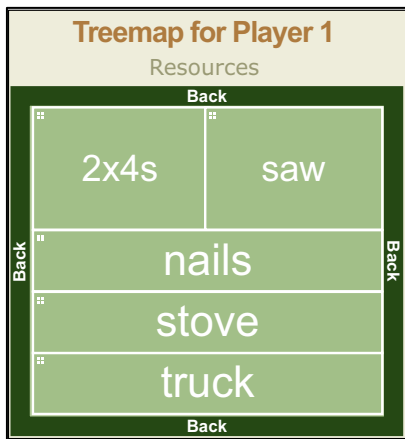 Treemap for Player 1
Resources
Back
2x4s saw
Back
Back
nails
stove
truck
Back